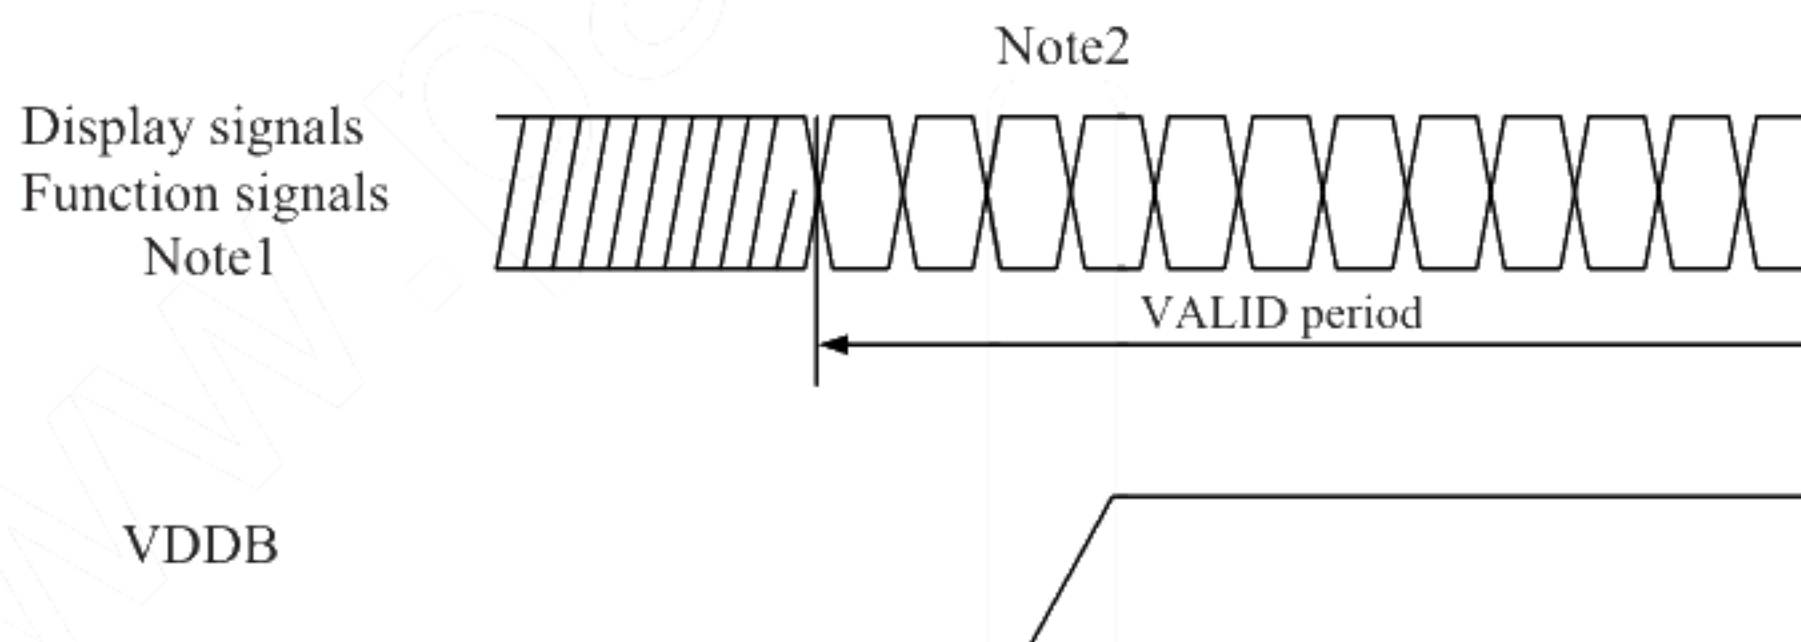 Note2
Display signals
Function signals
Note1
VALID period
VDDB